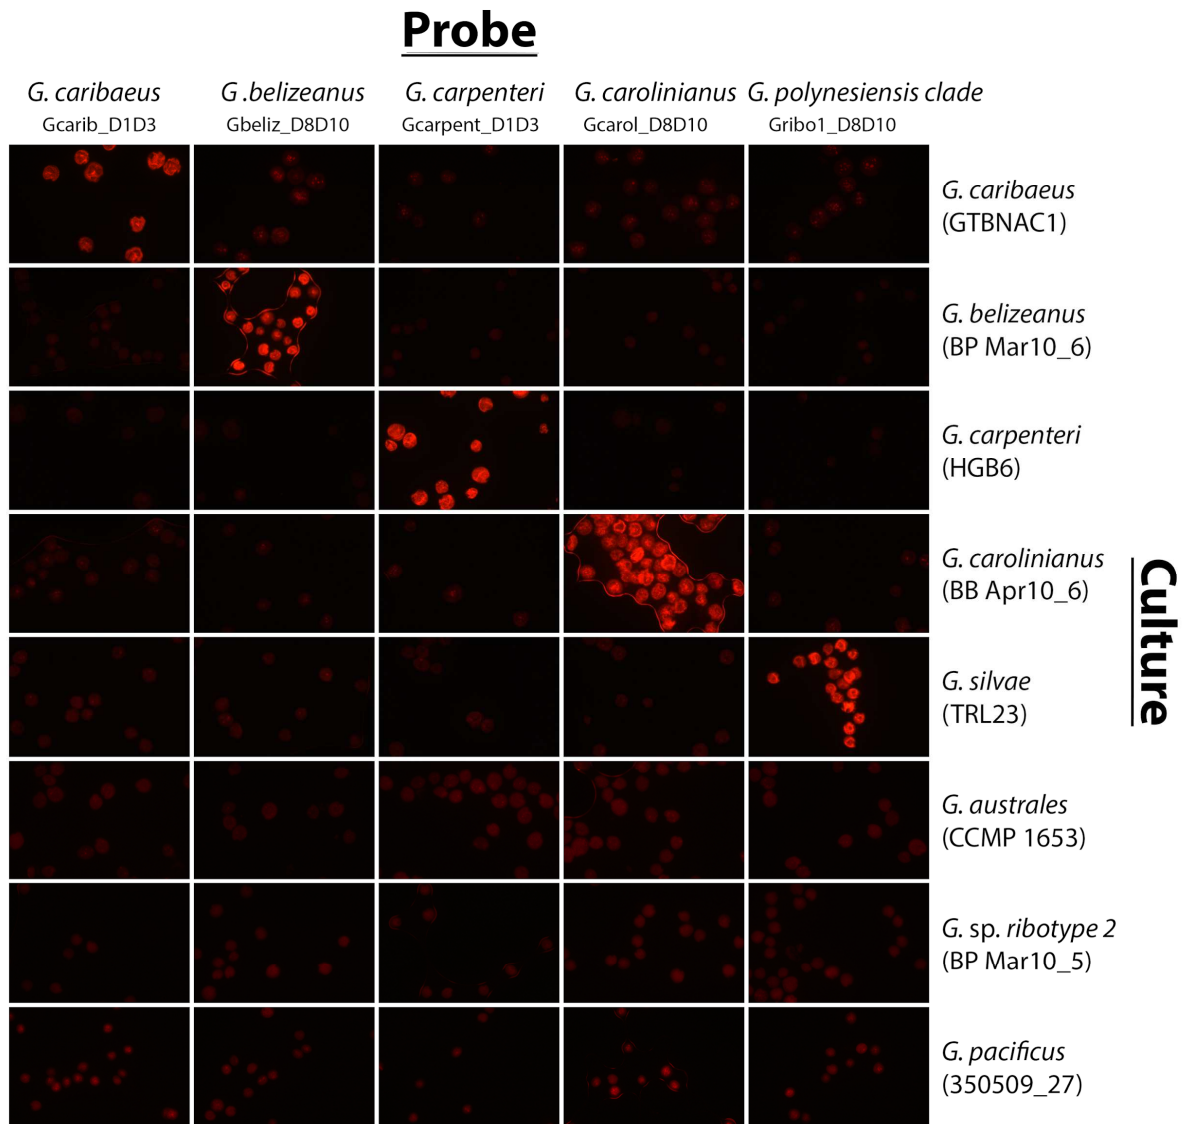 Probe
G. caribaeus
G .belizeanus
G. carpenteri
G. carolinianus
G. polynesiensis clade
Gcarib_D1D3
Gbeliz_D8D10
Gcarpent_D1D3
Gcarol_D8D10
Gribo1_D8D10
G. caribaeus
(GTBNAC1)
G. belizeanus
(BP Mar10_6)
G. carpenteri
(HGB6)
G. carolinianus
(BB Apr10_6)
Culture
G. silvae
(TRL23)
G. australes
(CCMP 1653)
G. sp. ribotype 2
(BP Mar10_5)
G. pacificus
(350509_27)